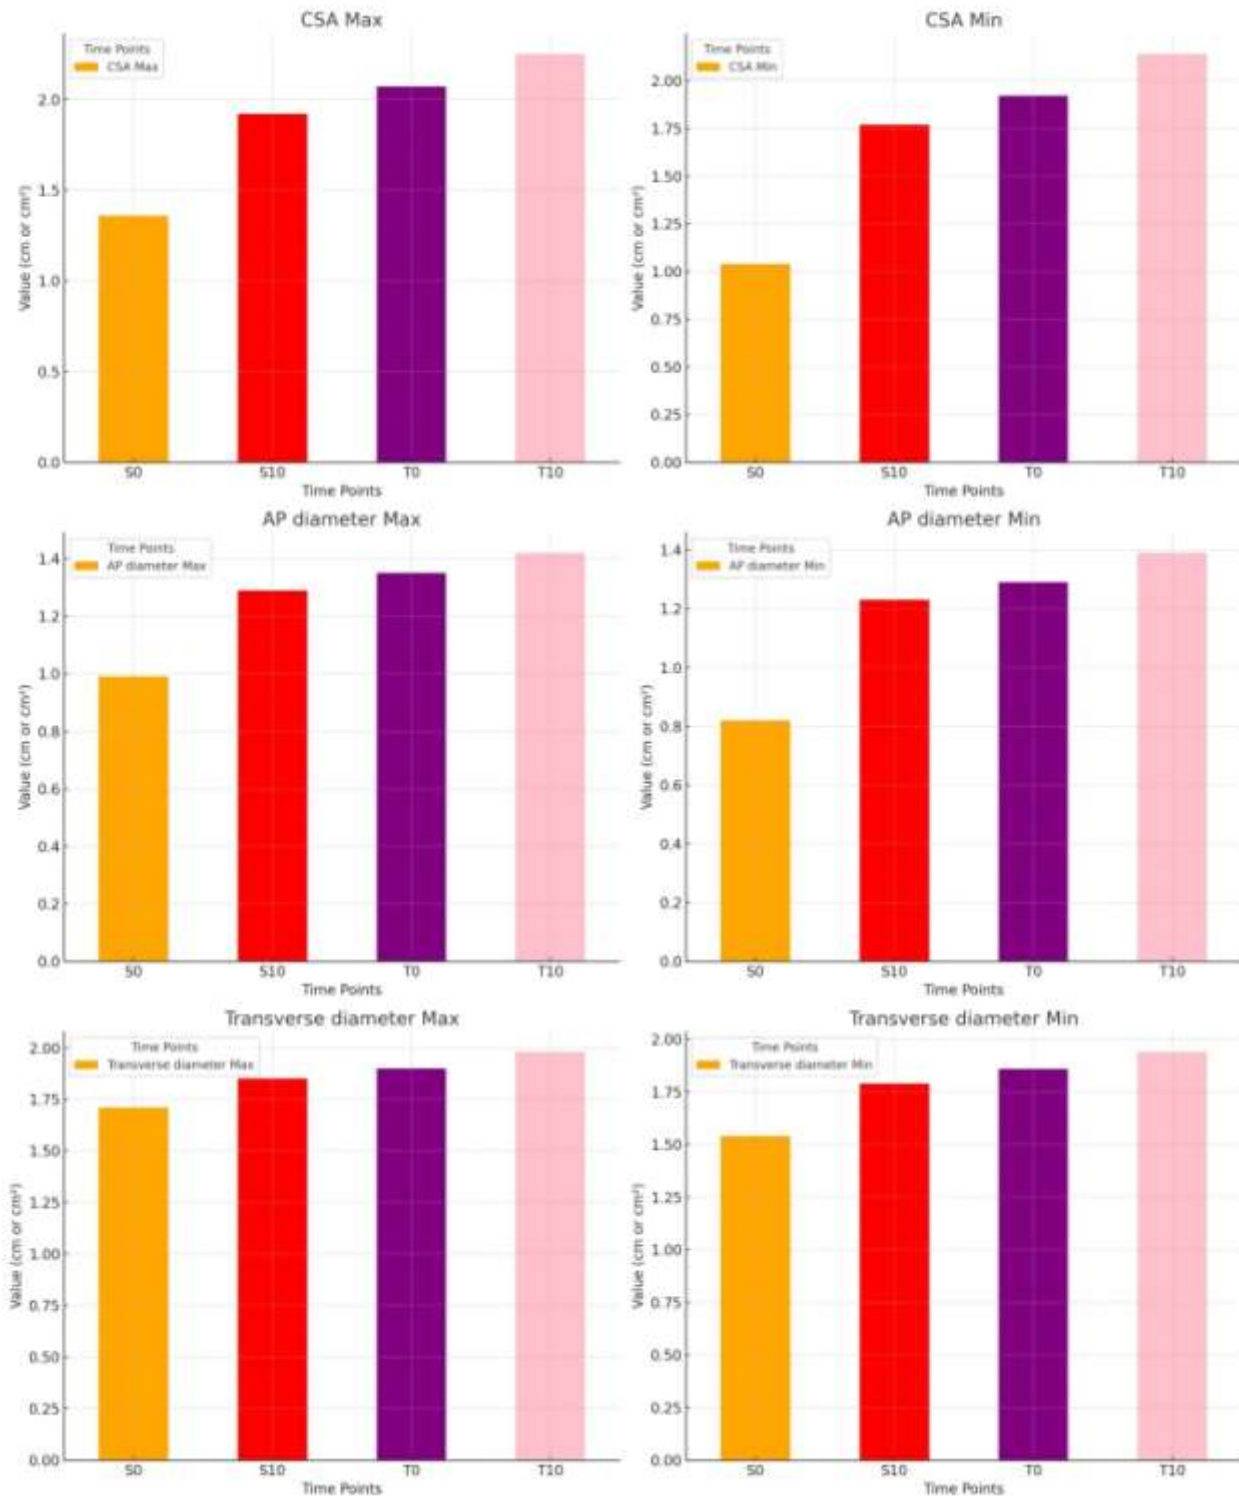 CSA Max
Time Points
CSA Max
2.0
1.5
1.0
0.5
0.0
Value (cm or cm²)
S0 S10 T0 T10
Time Points
CSA Min
Time Points
CSA Min
2.00
1.75
1.50
1.25
1.00
0.75
0.50
0.25
0.00
Value (cm or cm²)
S0 S10 T0 T10
Time Points
AP diameter Max
Time Points
AP diameter Max
1.4
1.2
1.0
0.8
0.6
0.4
0.2
0.0
Value (cm or cm²)
S0 S10 T0 T10
Time Points
AP diameter Min
Time Points
AP diameter Min
1.4
1.2
1.0
0.8
0.6
0.4
0.2
0.0
Value (cm or cm²)
S0 S10 T0 T10
Time Points
Transverse diameter Max
Time Points
Transverse diameter Max
2.00
1.75
1.50
1.25
1.00
0.75
0.50
0.25
0.00
Value (cm or cm²)
S0 S10 T0 T10
Time Points
Transverse diameter Min
Time Points
Transverse diameter Min
2.00
1.75
1.50
1.25
1.00
0.75
0.50
0.25
0.00
Value (cm or cm²)
S0 S10 T0 T10
Time Points